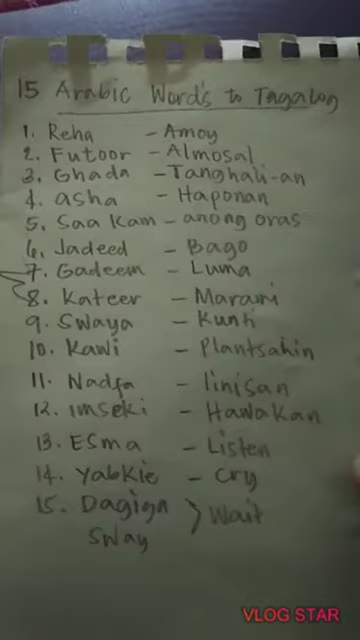 15 Arabic Word's to Tagalog
1. Reha - Amoy
2. Futoor - Almosal
3. Ghada - Tanghali-an
4. asha - Haponan
5. Saa Kam - anong oras
6. Jadeed - Bago
7. Gadeem - Luma
8. Kateer - Marami
9. Swaya - Kunti
10. Kawi - Plantsahin
11. Nadfa - linisan
12. imseki - Hawakan
13. ESma - Listen
14. Yabkie - Cry
15. Dagiga > Wait
Sway
VLOG STAR